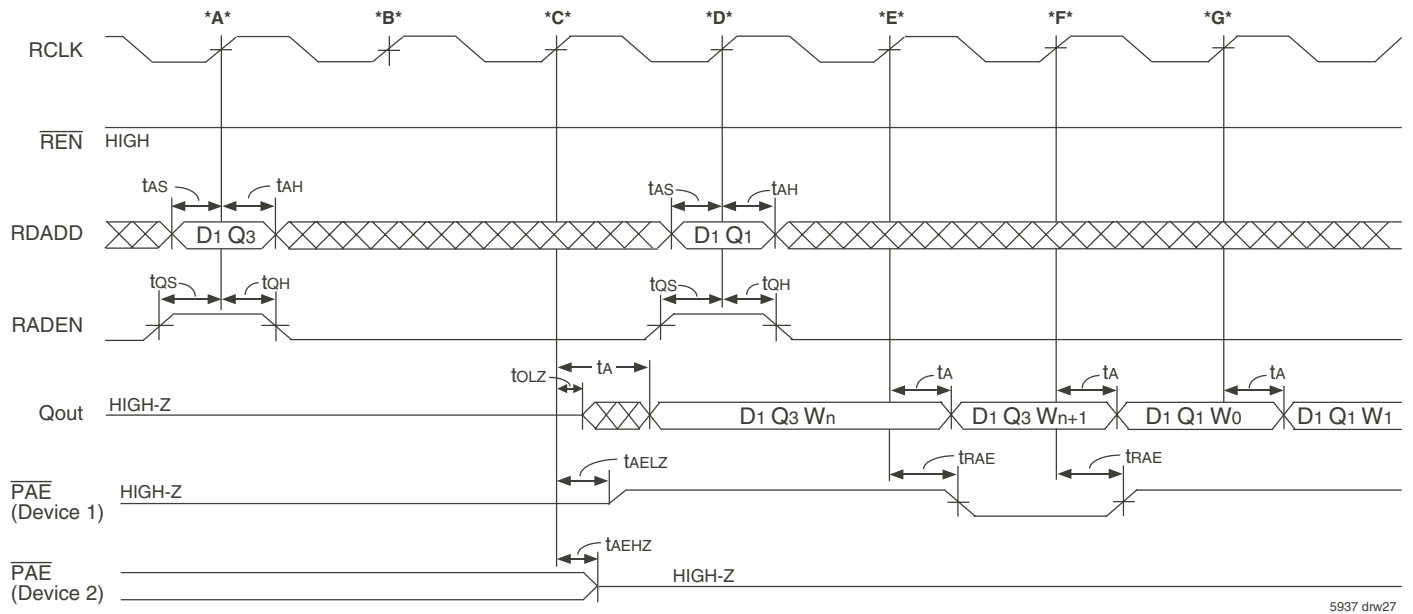 *A* *B* *C* *D* *E* *F* *G*
RCLK
REN HIGH
tAS tAH tAS tAH
RDADD D1 Q3 D1 Q1
tQS tQH tQS tQH
RADEN
tOLZ tA tA tA tA
Qout HIGH-Z D1 Q3 Wn D1 Q3 Wn+1 D1 Q1 W0 D1 Q1 W1
tAELZ tRAE tRAE
PAE HIGH-Z
(Device 1)
tAEHZ
PAE HIGH-Z
(Device 2)
5937 drw27